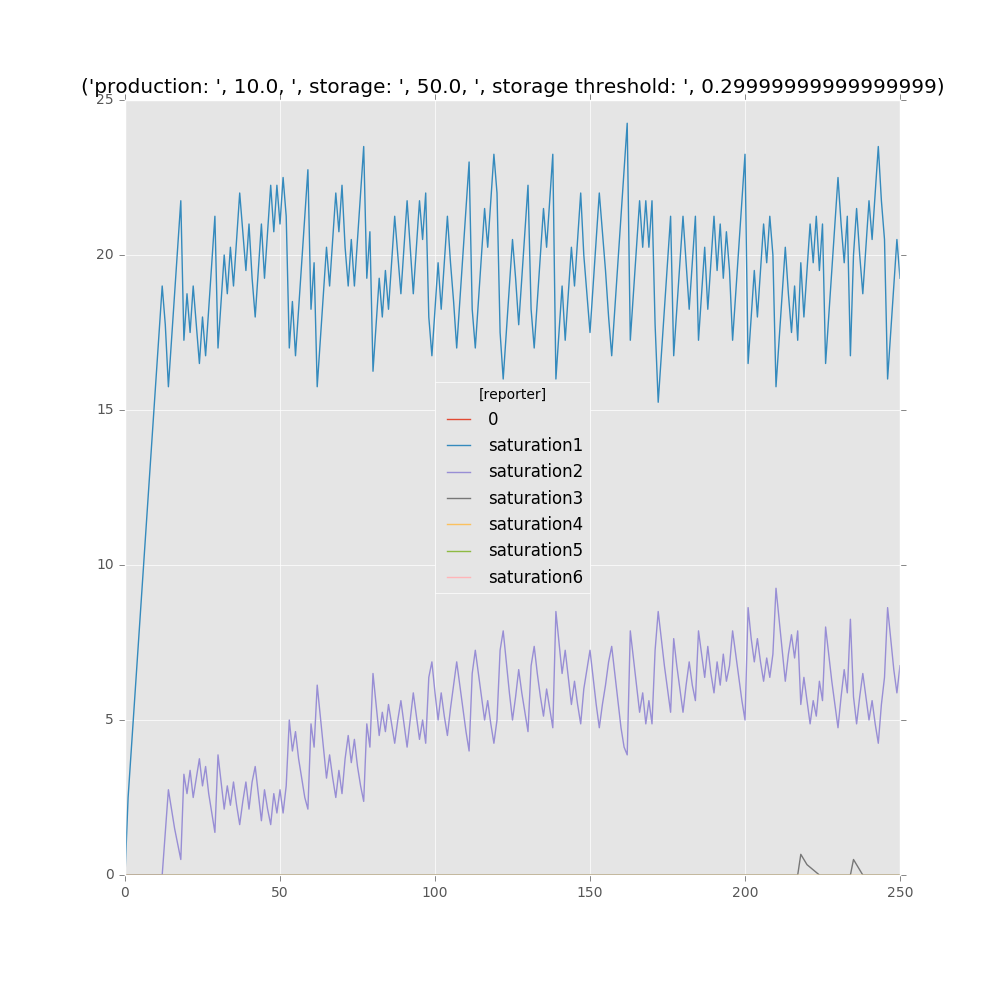 ('production: ', 10.0, ', storage: ', 50.0, ', storage threshold: ', 0.29999999999999999)
25
20
15
10
5
0
[reporter]
0
saturation1
saturation2
saturation3
saturation4
saturation5
saturation6
0 50 100 150 200 250